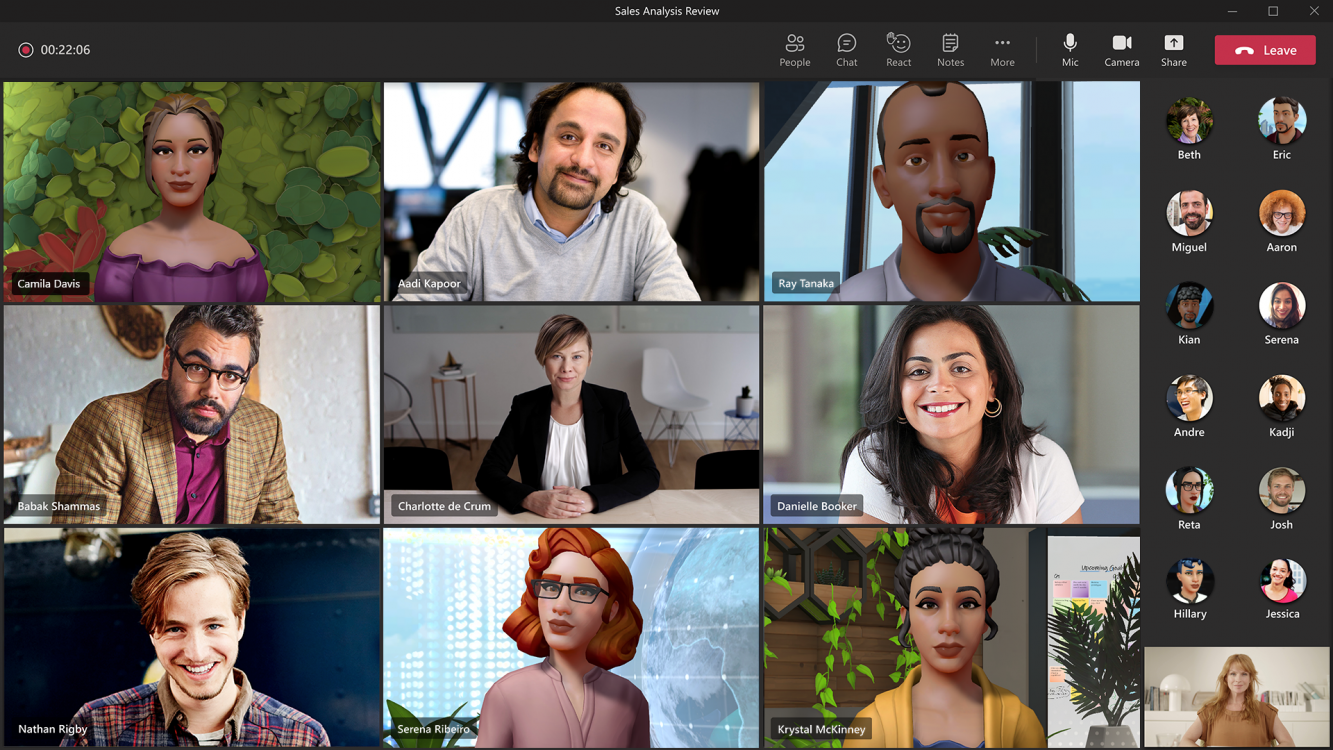 Sales Analysis Review
00:22:06
People
Chat
React
Notes
More
Mic
Camera
Share
Leave
Camila Davis
Aadi Kapoor
Ray Tanaka
Beth
Eric
Miguel
Aaron
Kian
Serena
Babak Shammas
Charlotte de Crum
Danielle Booker
Andre
Kadji
Reta
Josh
Hillary
Jessica
Upcoming Goals
Nathan Rigby
Serena Ribeiro
Krystal McKinney